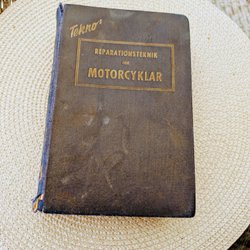 Tekno's
REPARATIONSTEKNIK
FÖR
MOTORCYKLAR